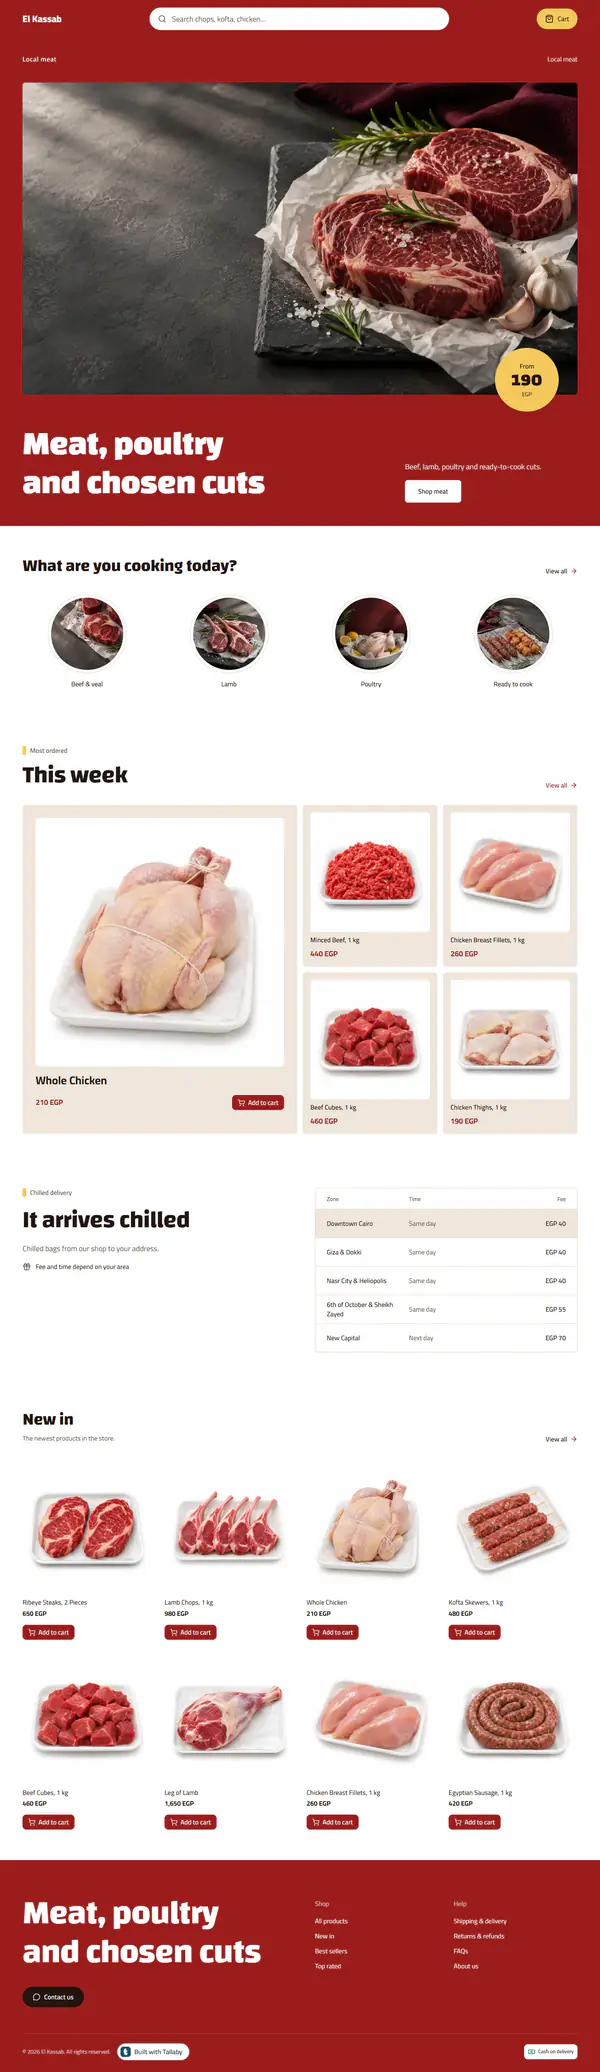 El Kassab
Search chops, kofta, chicken...
Cart
Local meat
Local meat
From
190
EGP
Meat, poultry
and chosen cuts
Beef, lamb, poultry and ready-to-cook cuts.
Shop meat
What are you cooking today?
View all
Beef & veal
Lamb
Poultry
Ready to cook
Most ordered
This week
View all
Whole Chicken
210 EGP
Add to cart
Minced Beef, 1 kg
440 EGP
Chicken Breast Fillets, 1 kg
260 EGP
Beef Cubes, 1 kg
460 EGP
Chicken Thighs, 1 kg
190 EGP
Chilled delivery
It arrives chilled
Chilled bags from our shop to your address.
Fee and time depend on your area
Zone Time Fee
Downtown Cairo Same day EGP 40
Giza & Dokki Same day EGP 40
Nasr City & Heliopolis Same day EGP 40
6th of October & Sheikh
Zayed Same day EGP 55
New Capital Next day EGP 70
New in
The newest products in the store.
View all
Ribeye Steaks, 2 Pieces
650 EGP
Add to cart
Lamb Chops, 1 kg
980 EGP
Add to cart
Whole Chicken
210 EGP
Add to cart
Kofta Skewers, 1 kg
480 EGP
Add to cart
Beef Cubes, 1 kg
460 EGP
Add to cart
Leg of Lamb
1,650 EGP
Add to cart
Chicken Breast Fillets, 1 kg
260 EGP
Add to cart
Egyptian Sausage, 1 kg
420 EGP
Add to cart
Meat, poultry
and chosen cuts
Contact us
Shop
All products
New in
Best sellers
Top rated
Help
Shipping & delivery
Returns & refunds
FAQs
About us
© 2026 El Kassab. All rights reserved.
Built with Tallaby
Cash on delivery